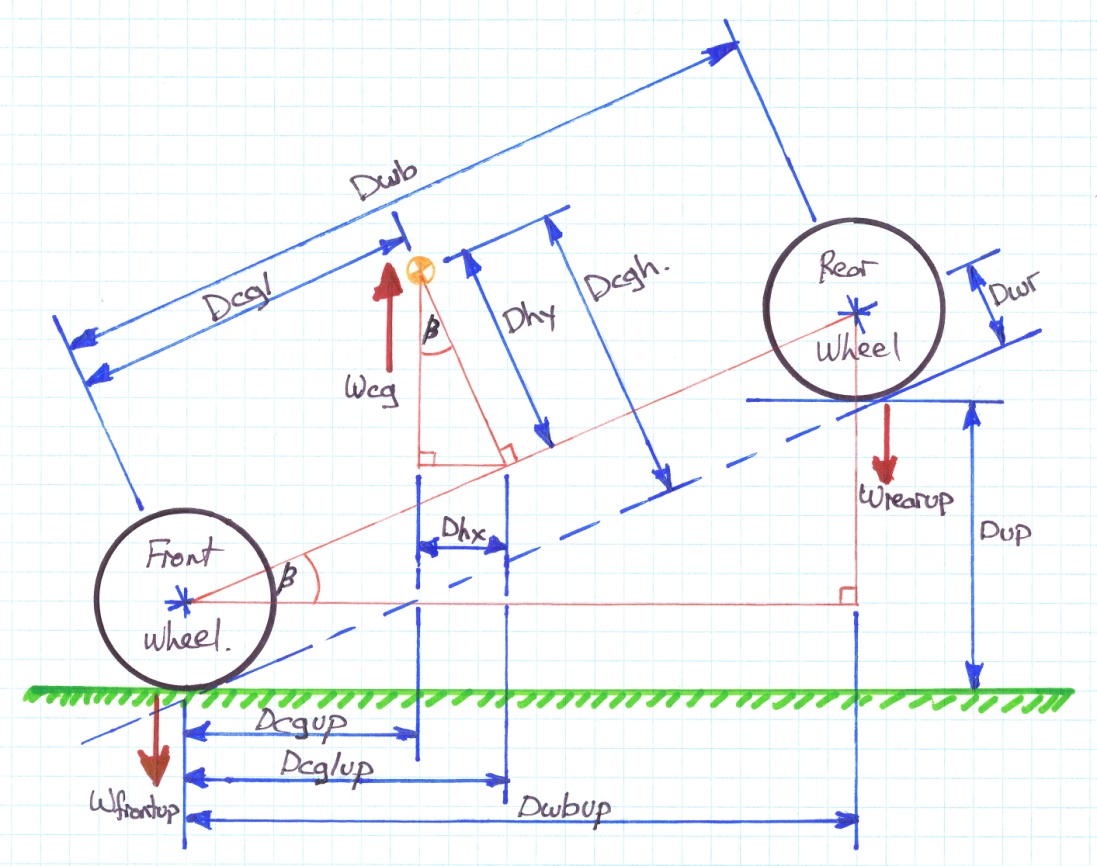 Dwb
Dcgl
β
Dhy
Dcgh.
Rear
Wheel
Dwr
Wcg
Wrearup
Dup
Dhx
Front
Wheel.
β
Dcgup
Dcglup
Wfrontup
Dwbup